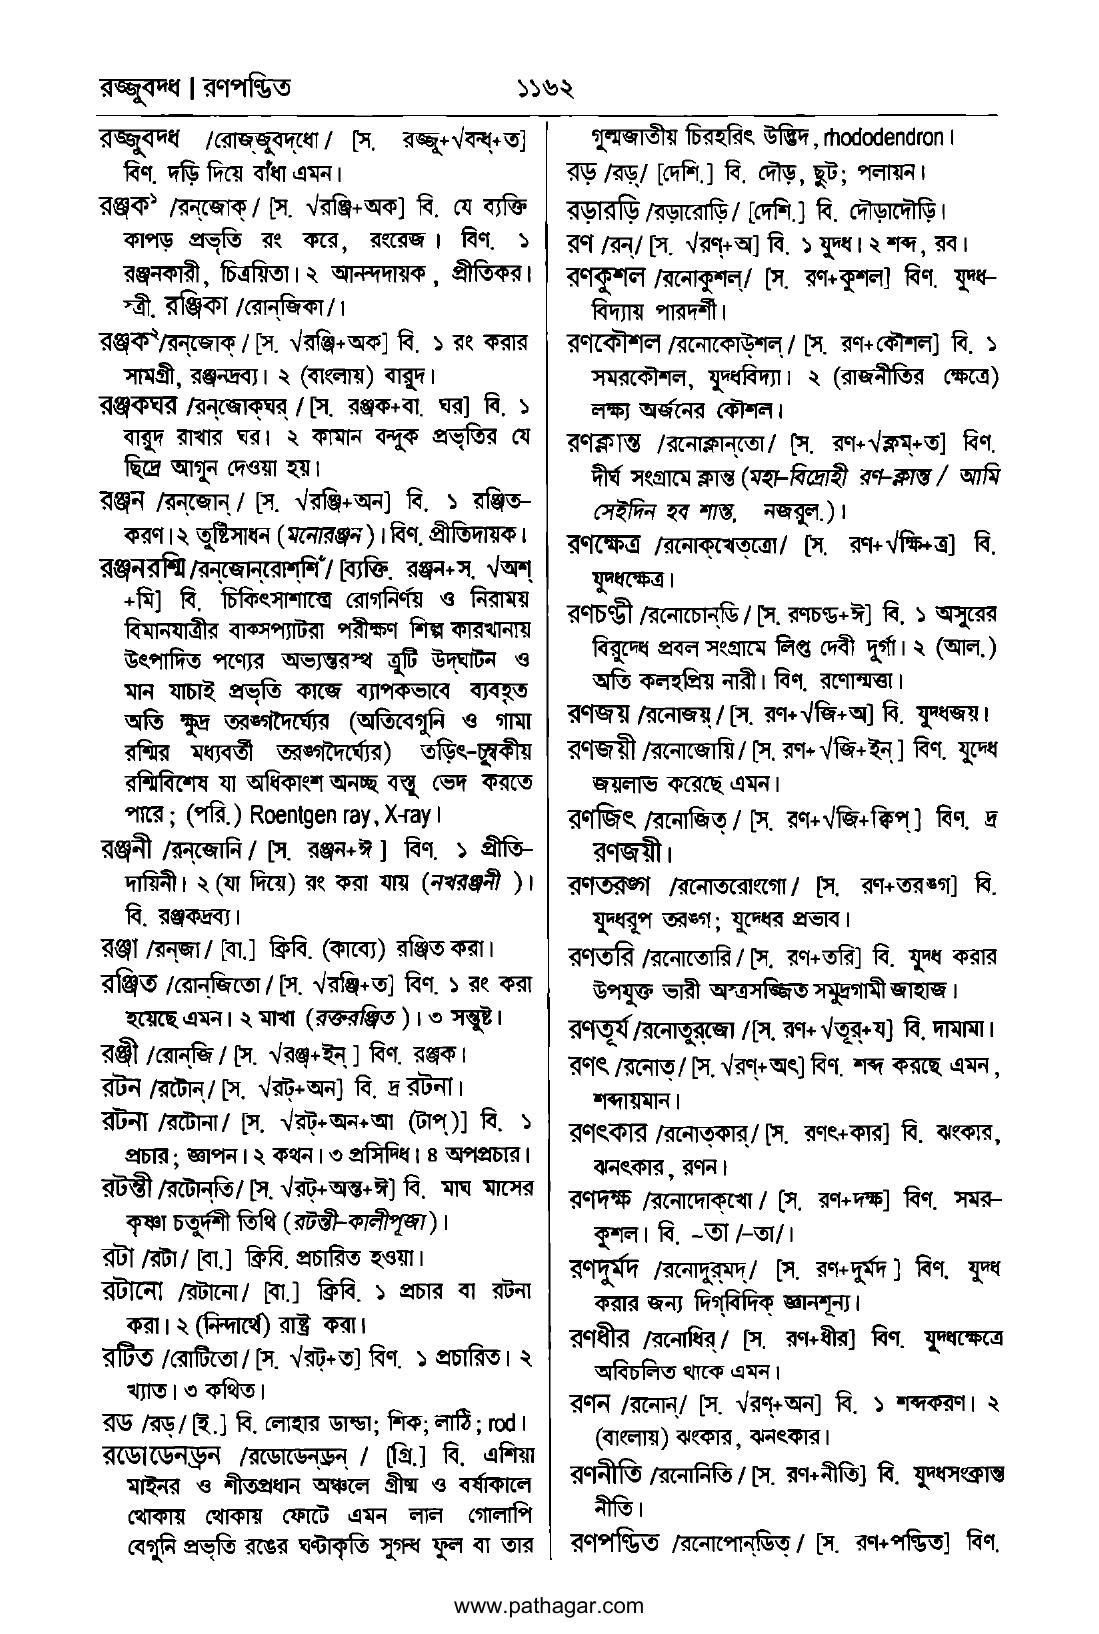 রজ্জুবদ্ধ | রণপণ্ডিত
১১৬২
রজ্জুবদ্ধ /রোজ্‌জুবদ্‌ধো/ [স. রজ্জু+√বন্ধ্‌+ত]
বিণ. দড়ি দিয়ে বাঁধা এমন।
রঞ্জক১ /রন্‌জোক্‌/ [স. √রঞ্জি+অক] বি. যে ব্যক্তি
কাপড় প্রভৃতি রং করে, রংরেজ। বিণ. ১
রঞ্জনকারী, চিত্রয়িতা। ২ আনন্দদায়ক, প্রীতিকর।
স্ত্রী. রঞ্জিকা /রোন্‌জিকা/।
রঞ্জক২/রন্‌জোক্‌/ [স. √রঞ্জি+অক] বি. ১ রং করার
সামগ্রী, রঞ্জনদ্রব্য। ২ (বাংলায়) বারুদ।
রঞ্জকঘর /রন্‌জোক্‌ঘর্‌/ [স. রঞ্জক+বা. ঘর] বি. ১
বারুদ রাখার ঘর। ২ কামান বন্দুক প্রভৃতির যে
ছিদ্রে আগুন দেওয়া হয়।
রঞ্জন /রন্‌জোন্‌/ [স. √রঞ্জি+অন] বি. ১ রঞ্জিত-
করণ। ২ তুষ্টিসাধন (মনোরঞ্জন)। বিণ. প্রীতিদায়ক।
রঞ্জনরশ্মি /রন্‌জোন্‌রোশ্‌শিঁ/ [ব্যক্তি. রঞ্জন+স. √অশ্‌
+মি] বি. চিকিৎসাশাস্ত্রে রোগনির্ণয় ও নিরাময়
বিমানযাত্রীর বাকসপ্যাটরা পরীক্ষণ শিল্প কারখানায়
উৎপাদিত পণ্যের অভ্যন্তরস্থ ত্রুটি উদ্‌ঘাটন ও
মান যাচাই প্রভৃতি কাজে ব্যাপকভাবে ব্যবহৃত
অতি ক্ষুদ্র তরঙ্গদৈর্ঘ্যের (অতিবেগুনি ও গামা
রশ্মির মধ্যবর্তী তরঙ্গদৈর্ঘ্যের) তড়িৎ-চুম্বকীয়
রশ্মিবিশেষ যা অধিকাংশ অনচ্ছ বস্তু ভেদ করতে
পারে; (পরি.) Roentgen ray, X-ray।
রঞ্জনী /রন্‌জোনি/ [স. রঞ্জন+ঈ] বিণ. ১ প্রীতি-
দায়িনী। ২ (যা দিয়ে) রং করা যায় (নখরঞ্জনী)।
বি. রঞ্জকদ্রব্য।
রঞ্জা /রন্‌জা/ [বা.] ক্রিবি. (কাব্যে) রঞ্জিত করা।
রঞ্জিত /রোন্‌জিতো/ [স. √রঞ্জি+ত] বিণ. ১ রং করা
হয়েছে এমন। ২ মাখা (রক্তরঞ্জিত)। ৩ সন্তুষ্ট।
রঞ্জী /রোন্‌জি/ [স. √রঞ্জ+ইন্‌] বিণ. রঞ্জক।
রটন /রটোন্‌/ [স. √রট্‌+অন] বি. দ্র রটনা।
রটনা /রটোনা/ [স. √রট্‌+অন+আ (টাপ্‌)] বি. ১
প্রচার; জ্ঞাপন। ২ কথন। ৩ প্রসিদ্ধি। ৪ অপপ্রচার।
রটন্তী /রটোন্‌তি/ [স. √রট্‌+অন্ত+ঈ] বি. মাঘ মাসের
কৃষ্ণা চতুর্দশী তিথি (রটন্তী-কালীপূজা)।
রটা /রটা/ [বা.] ক্রিবি. প্রচারিত হওয়া।
রটানো /রটানো/ [বা.] ক্রিবি. ১ প্রচার বা রটনা
করা। ২ (নিন্দার্থে) রাষ্ট্র করা।
রটিত /রোটিতো/ [স. √রট্‌+ত] বিণ. ১ প্রচারিত। ২
খ্যাত। ৩ কথিত।
রড /রড্‌/ [ই.] বি. লোহার ডান্ডা; শিক; লাঠি; rod।
রডোডেনড্রন /রডোডেন্‌ড্রন্‌/ [গ্রি.] বি. এশিয়া
মাইনর ও শীতপ্রধান অঞ্চলে গ্রীষ্ম ও বর্ষাকালে
থোকায় থোকায় ফোটে এমন লাল গোলাপি
বেগুনি প্রভৃতি রঙের ঘণ্টাকৃতি সুগন্ধ ফুল বা তার
গুল্মজাতীয় চিরহরিৎ উদ্ভিদ, rhododendron।
রড় /রড়্‌/ [দেশি.] বি. দৌড়, ছুট; পলায়ন।
রড়ারড়ি /রড়ারোড়ি/ [দেশি.] বি. দৌড়াদৌড়ি।
রণ /রন্‌/ [স. √রণ্‌+অ] বি. ১ যুদ্ধ। ২ শব্দ, রব।
রণকুশল /রনোকুশল্‌/ [স. রণ+কুশল] বিণ. যুদ্ধ-
বিদ্যায় পারদর্শী।
রণকৌশল /রনোকোউ্‌শল্‌/ [স. রণ+কৌশল] বি. ১
সমরকৌশল, যুদ্ধবিদ্যা। ২ (রাজনীতির ক্ষেত্রে)
লক্ষ্য অর্জনের কৌশল।
রণক্লান্ত /রনোক্লান্‌তো/ [স. রণ+√ক্লম্‌+ত] বিণ.
দীর্ঘ সংগ্রামে ক্লান্ত (মহা-বিদ্রোহী রণ-ক্লান্ত / আমি
সেইদিন হব শান্ত, নজরুল.)।
রণক্ষেত্র /রনোক্‌খেত্‌ত্রো/ [স. রণ+√ক্ষি+ত্র] বি.
যুদ্ধক্ষেত্র।
রণচণ্ডী /রনোচোন্‌ডি/ [স. রণচণ্ড+ঈ] বি. ১ অসুরের
বিরুদ্ধে প্রবল সংগ্রামে লিপ্ত দেবী দুর্গা। ২ (আল.)
অতি কলহপ্রিয় নারী। বিণ. রণোন্মত্তা।
রণজয় /রনোজয়্‌/ [স. রণ+√জি+অ] বি. যুদ্ধজয়।
রণজয়ী /রনোজোয়ি/ [স. রণ+√জি+ইন্‌] বিণ. যুদ্ধে
জয়লাভ করেছে এমন।
রণজিৎ /রনোজিত্‌/ [স. রণ+√জি+ক্বিপ্‌] বিণ. দ্র
রণজয়ী।
রণতরঙ্গ /রনোতরোংগো/ [স. রণ+তরঙ্গ] বি.
যুদ্ধরূপ তরঙ্গ; যুদ্ধের প্রভাব।
রণতরি /রনোতোরি/ [স. রণ+তরি] বি. যুদ্ধ করার
উপযুক্ত ভারী অস্ত্রসজ্জিত সমুদ্রগামী জাহাজ।
রণতূর্য /রনোতুর্‌জো /[স. রণ+√তূর্‌+য] বি. দামামা।
রণৎ /রনোত্‌/ [স. √রণ্‌+অৎ] বিণ. শব্দ করছে এমন,
শব্দায়মান।
রণৎকার /রনোত্‌কার্‌/ [স. রণৎ+কার] বি. ঝংকার,
ঝনৎকার, রণন।
রণদক্ষ /রনোদোক্‌খো/ [স. রণ+দক্ষ] বিণ. সমর-
কুশল। বি. ~তা /-তা/।
রণদুর্মদ /রনোদুর্‌মদ্‌/ [স. রণ+দুর্মদ] বিণ. যুদ্ধ
করার জন্য দিগ্‌বিদিক্‌ জ্ঞানশূন্য।
রণধীর /রনোধির্‌/ [স. রণ+ধীর] বিণ. যুদ্ধক্ষেত্রে
অবিচলিত থাকে এমন।
রণন /রনোন্‌/ [স. √রণ্‌+অন] বি. ১ শব্দকরণ। ২
(বাংলায়) ঝংকার, ঝনৎকার।
রণনীতি /রনোনিতি/ [স. রণ+নীতি] বি. যুদ্ধসংক্রান্ত
নীতি।
রণপণ্ডিত /রনোপোন্‌ডিত্‌/ [স. রণ+পণ্ডিত] বিণ.
www.pathagar.com